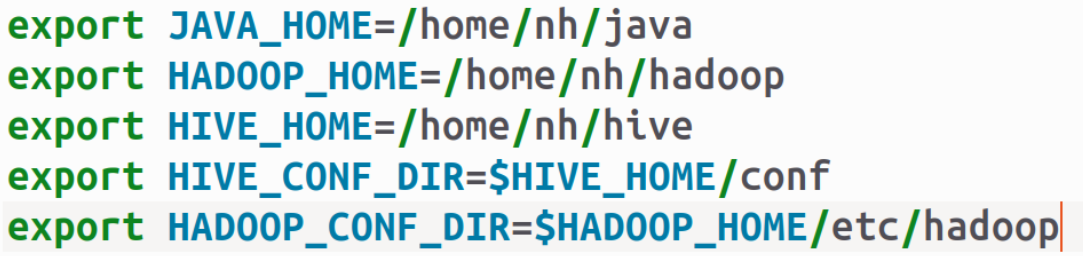 export JAVA_HOME=/home/nh/java
export HADOOP_HOME=/home/nh/hadoop
export HIVE_HOME=/home/nh/hive
export HIVE_CONF_DIR=$HIVE_HOME/conf
export HADOOP_CONF_DIR=$HADOOP_HOME/etc/hadoop